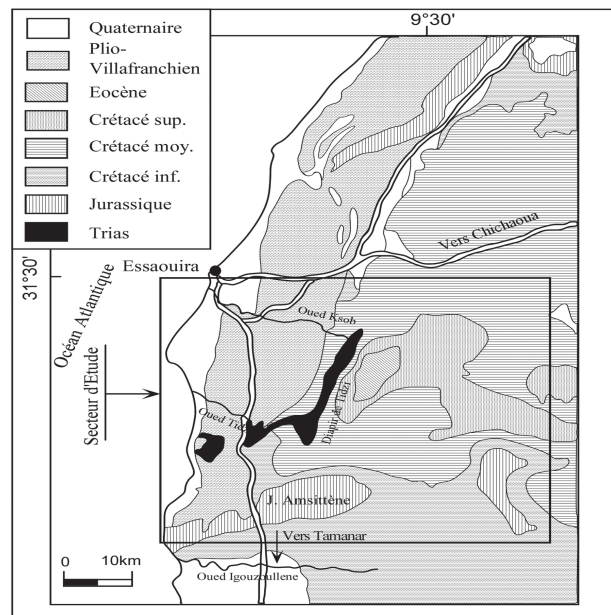 Quaternaire
Plio-
Villafranchien
Eocène
Crétacé sup.
Crétacé moy.
Crétacé inf.
Jurassique
Trias
9°30'
31°30'
Essaouira
Océan Atlantique
Secteur d'Etude
Vers Chichaoua
Oued Ksob
Oued Tidzi
Diapir de Tidzi
J. Amsittène
Vers Tamanar
Oued Igouzoullene
0 10km